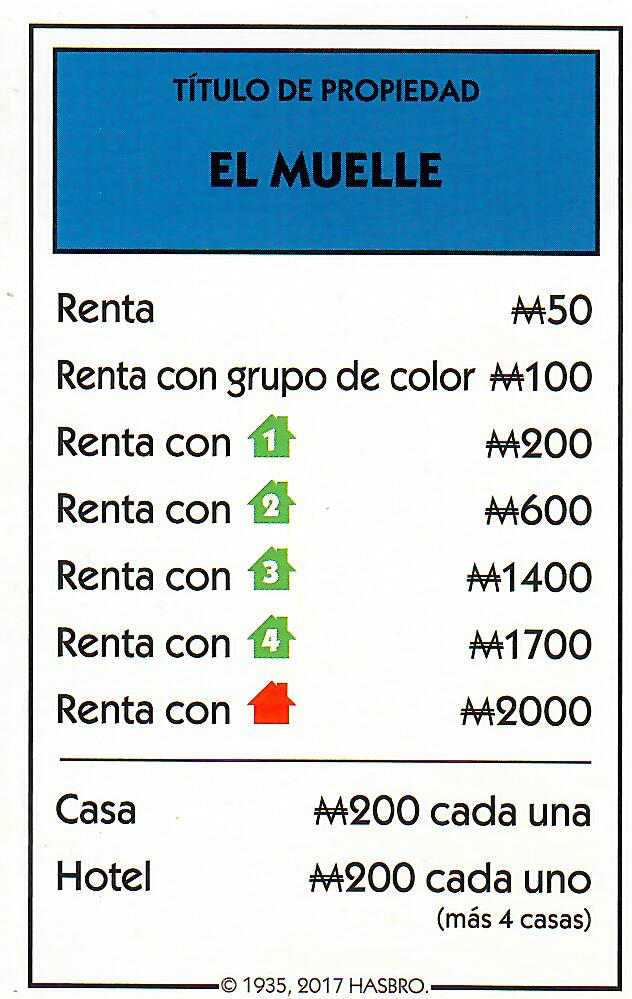 TÍTULO DE PROPIEDAD
EL MUELLE
Renta ₩50
Renta con grupo de color ₩100
Renta con 1 ₩200
Renta con 2 ₩600
Renta con 3 ₩1400
Renta con 4 ₩1700
Renta con ₩2000
Casa ₩200 cada una
Hotel ₩200 cada uno
(más 4 casas)
© 1935, 2017 HASBRO.